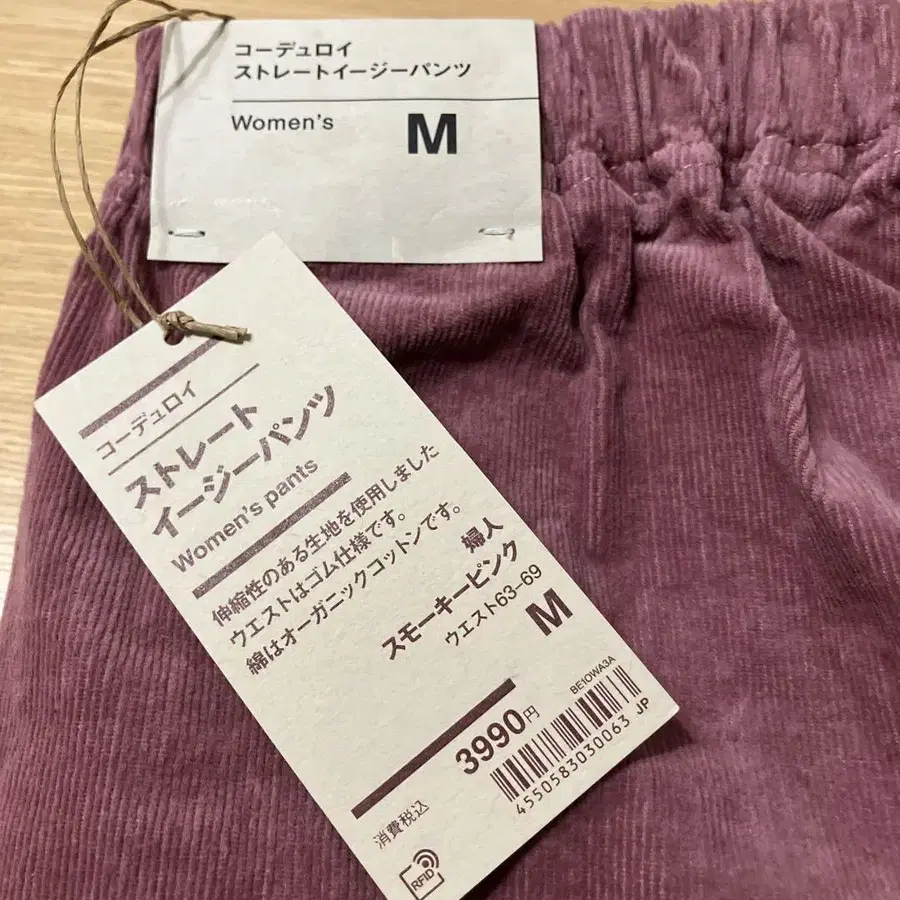 コーデュロイ
ストレートイージーパンツ
Women's
M
コーデュロイ
ストレート
イージーパンツ
Women's pants
伸縮性のある生地を使用しました
ウエストはゴム仕様です。
綿はオーガニックコットンです。
婦人
スモーキーピンク
ウエスト63-69
M
BE1OWA3A
3990円
消費税込
4550583030063 JP
RFID